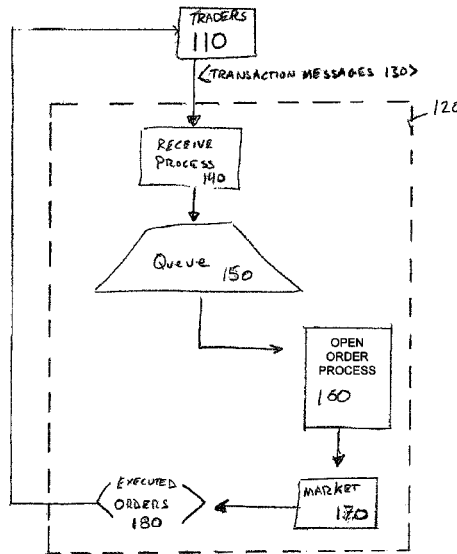 TRADERS
110
<TRANSACTION MESSAGES 130>
120
RECEIVE
PROCESS
140
Queue
150
OPEN
ORDER
PROCESS
160
MARKET
170
EXECUTED
ORDERS
180